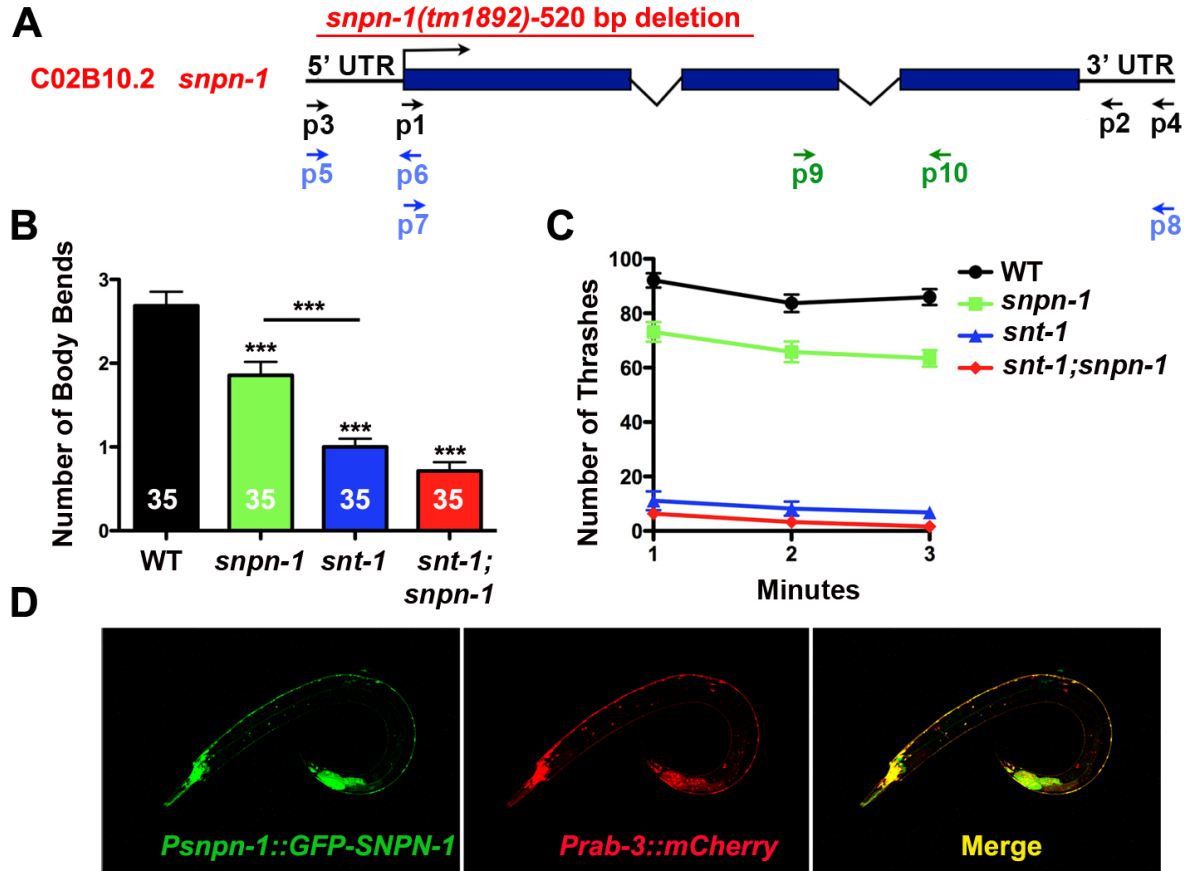 A
snpn-1(tm1892)-520 bp deletion
C02B10.2 snpn-1
5’ UTR
3’ UTR
p3
p1
p2
p4
p5
p6
p9
p10
p7
p8
B
Number of Body Bends
3
2
1
0
***
***
***
***
35
35
35
35
WT
snpn-1
snt-1
snt-1;
snpn-1
C
Number of Thrashes
100
80
60
40
20
0
1
2
3
Minutes
WT
snpn-1
snt-1
snt-1;snpn-1
D
Psnpn-1::GFP-SNPN-1
Prab-3::mCherry
Merge